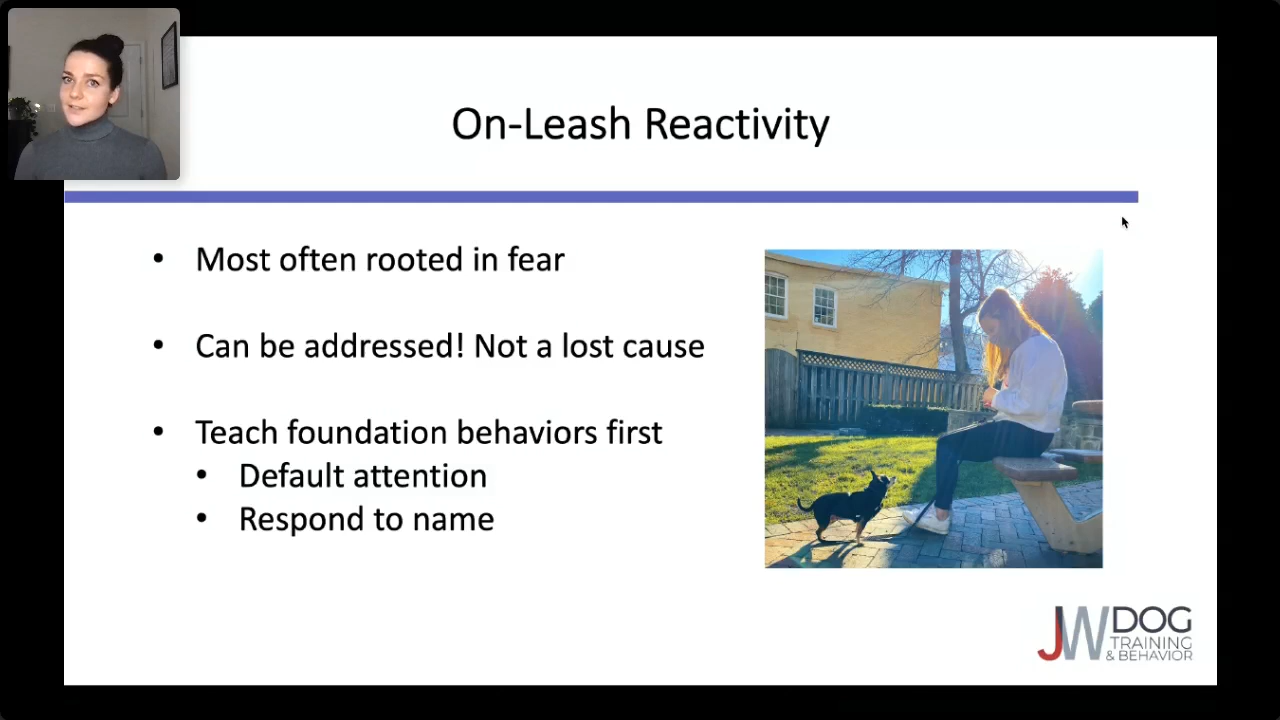 On-Leash Reactivity
• Most often rooted in fear
• Can be addressed! Not a lost cause
• Teach foundation behaviors first
• Default attention
• Respond to name
JW DOG
TRAINING
& BEHAVIOR